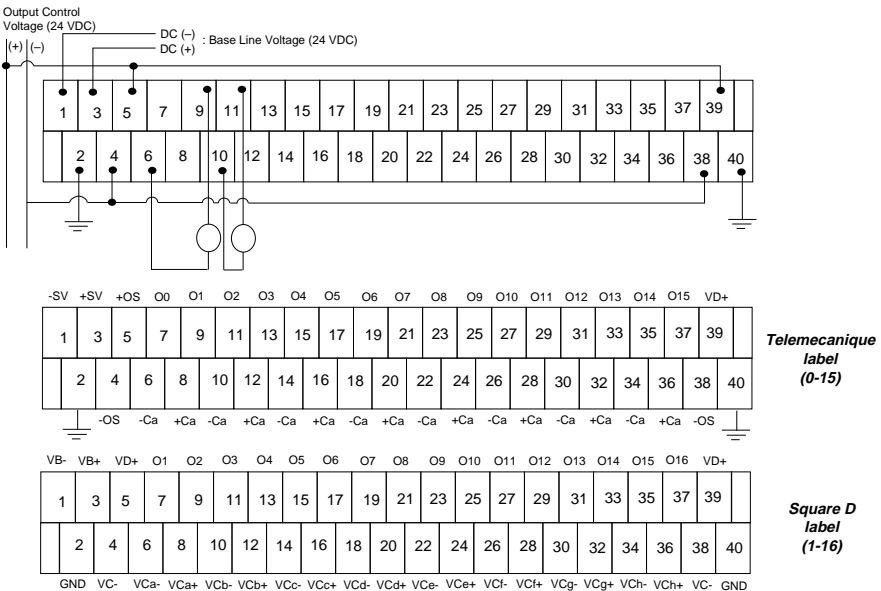 Output Control
Voltage (24 VDC)
(+) (–)
DC (–)
DC (+)
: Base Line Voltage (24 VDC)
1 3 5 7 9 11 13 15 17 19 21 23 25 27 29 31 33 35 37 39
2 4 6 8 10 12 14 16 18 20 22 24 26 28 30 32 34 36 38 40
-SV +SV +OS O0 O1 O2 O3 O4 O5 O6 O7 O8 O9 O10 O11 O12 O13 O14 O15 VD+
1 3 5 7 9 11 13 15 17 19 21 23 25 27 29 31 33 35 37 39
2 4 6 8 10 12 14 16 18 20 22 24 26 28 30 32 34 36 38 40
-OS -Ca +Ca -Ca +Ca -Ca +Ca -Ca +Ca -Ca +Ca -Ca +Ca -Ca +Ca -Ca +Ca -OS
Telemecanique
label
(0-15)
VB- VB+ VD+ O1 O2 O3 O4 O5 O6 O7 O8 O9 O10 O11 O12 O13 O14 O15 O16 VD+
1 3 5 7 9 11 13 15 17 19 21 23 25 27 29 31 33 35 37 39
2 4 6 8 10 12 14 16 18 20 22 24 26 28 30 32 34 36 38 40
GND VC- VCa- VCa+ VCb- VCb+ VCc- VCc+ VCd- VCd+ VCe- VCe+ VCf- VCf+ VCg- VCg+ VCh- VCh+ VC- GND
Square D
label
(1-16)